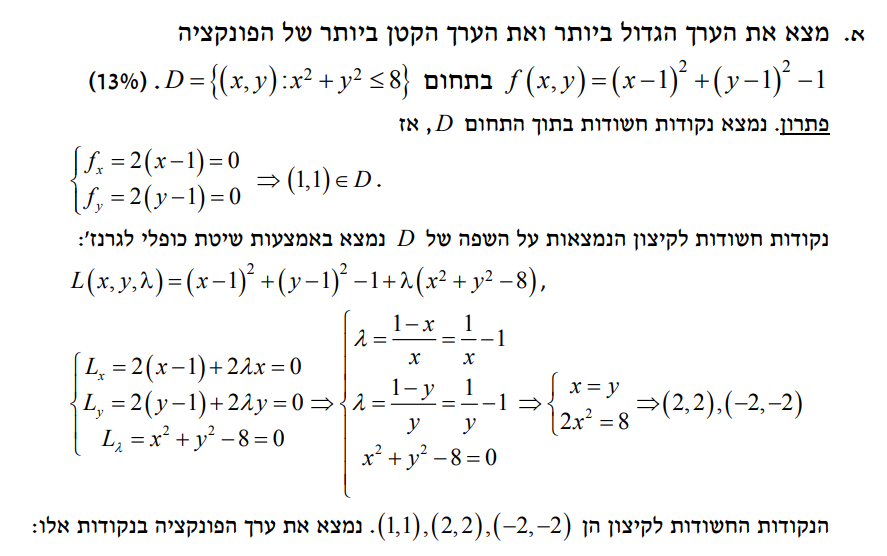 א. מצא את הערך הגדול ביותר ואת הערך הקטן ביותר של הפונקציה
f(x,y)=(x−1)²+(y−1)²−1 בתחום D={(x,y):x²+y²≤8}. (13%)
פתרון. נמצא נקודות חשודות בתוך התחום D, אז
{f_x=2(x−1)=0
{f_y=2(y−1)=0 ⇒(1,1)∈D.
נקודות חשודות לקיצון הנמצאות על השפה של D נמצא באמצעות שיטת כופלי לגרנז':
L(x,y,λ)=(x−1)²+(y−1)²−1+λ(x²+y²−8),
{L_x=2(x−1)+2λx=0
L_y=2(y−1)+2λy=0
L_λ=x²+y²−8=0
⇒{λ=(1−x)/x=1/x−1
λ=(1−y)/y=1/y−1
x²+y²−8=0
⇒{x=y
2x²=8
⇒(2,2),(−2,−2)
הנקודות החשודות לקיצון הן (1,1),(2,2),(−2,−2). נמצא את ערך הפונקציה בנקודות אלו: